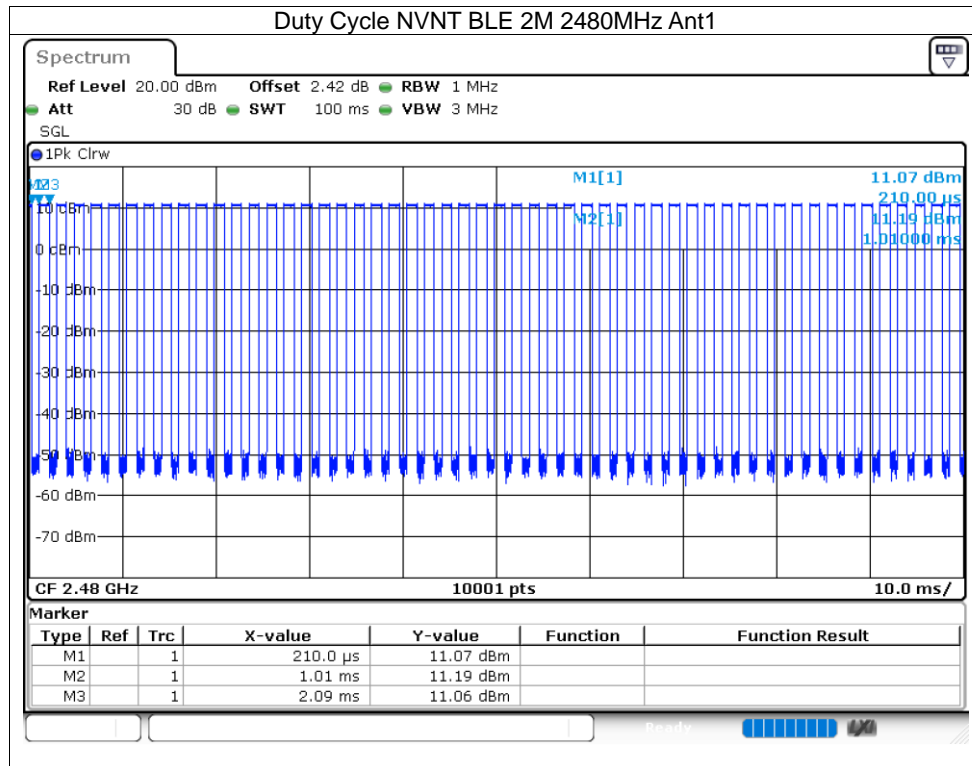 Duty Cycle NVNT BLE 2M 2480MHz Ant1
Spectrum
Ref Level 20.00 dBm Offset 2.42 dB RBW 1 MHz
Att 30 dB SWT 100 ms VBW 3 MHz
SGL
1Pk Clrw
M1[1] 11.07 dBm
210.00 µs
M2[1] 11.19 dBm
1.01000 ms
10 dBm
0 dBm
-10 dBm
-20 dBm
-30 dBm
-40 dBm
-50 dBm
-60 dBm
-70 dBm
CF 2.48 GHz 10001 pts 10.0 ms/
Marker
Type Ref Trc X-value Y-value Function Function Result
M1 1 210.0 µs 11.07 dBm
M2 1 1.01 ms 11.19 dBm
M3 1 2.09 ms 11.06 dBm
Ready